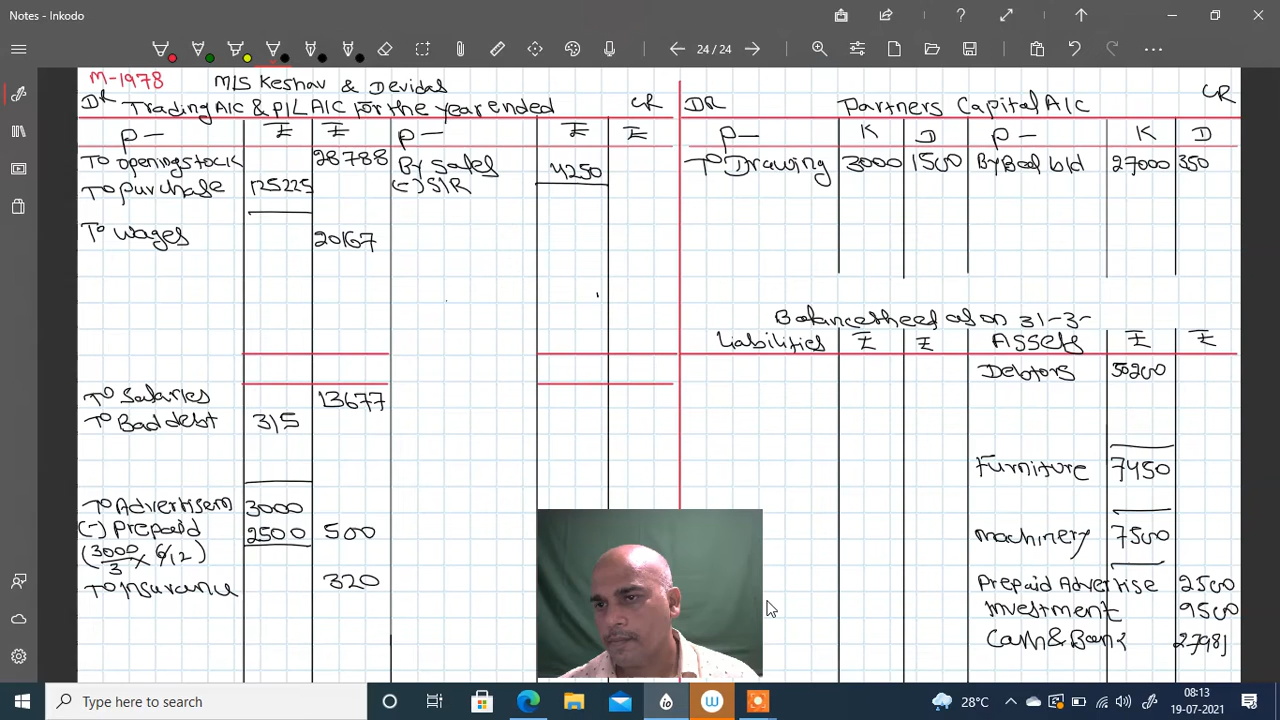 Notes - Inkodo
24/24
M-1978
M/S Keshav & Devidas
DR Trading A/C & P/L A/C for the year ended CR
P— ₹ ₹ P— ₹ ₹
To opening stock 28788 By Sales
To purchase 125225 (-) S/R 4250
To wages 20167
To Salaries 13677
To Bad debt 315
To Advertisem 3000
(-) Prepaid 2500 500
(3000/3 x 6/12)
To Insurance 320
DR Partners Capital A/C CR
P— K D P— K D
To Drawing 3000 1500 By Bal b/d 27000 350
Balancesheet as on 31-3-
Liabilities ₹ ₹ Assets ₹ ₹
Debtors 50200
Furniture 7450
Machinery 7500
Prepaid Advertise 2500
Investment 9500
Cash & Bank 27981
Type here to search
28°C
08:13
19-07-2021